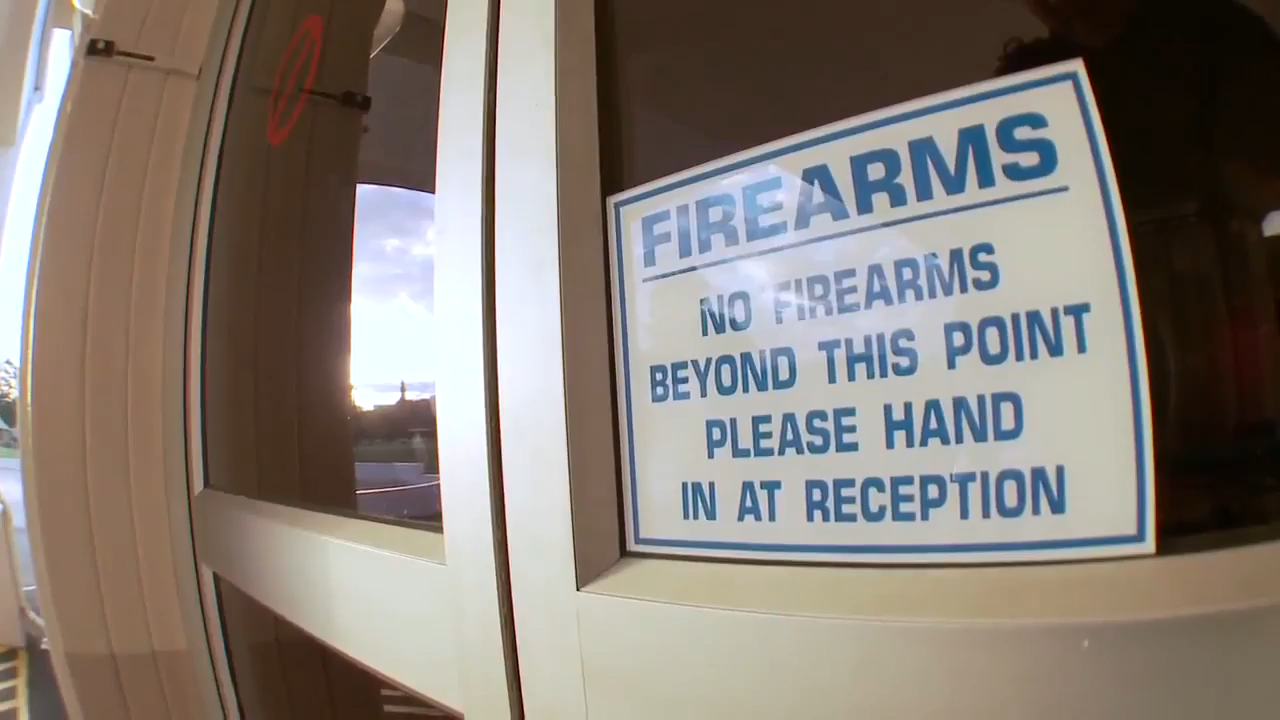 FIREARMS
NO FIREARMS
BEYOND THIS POINT
PLEASE HAND
IN AT RECEPTION